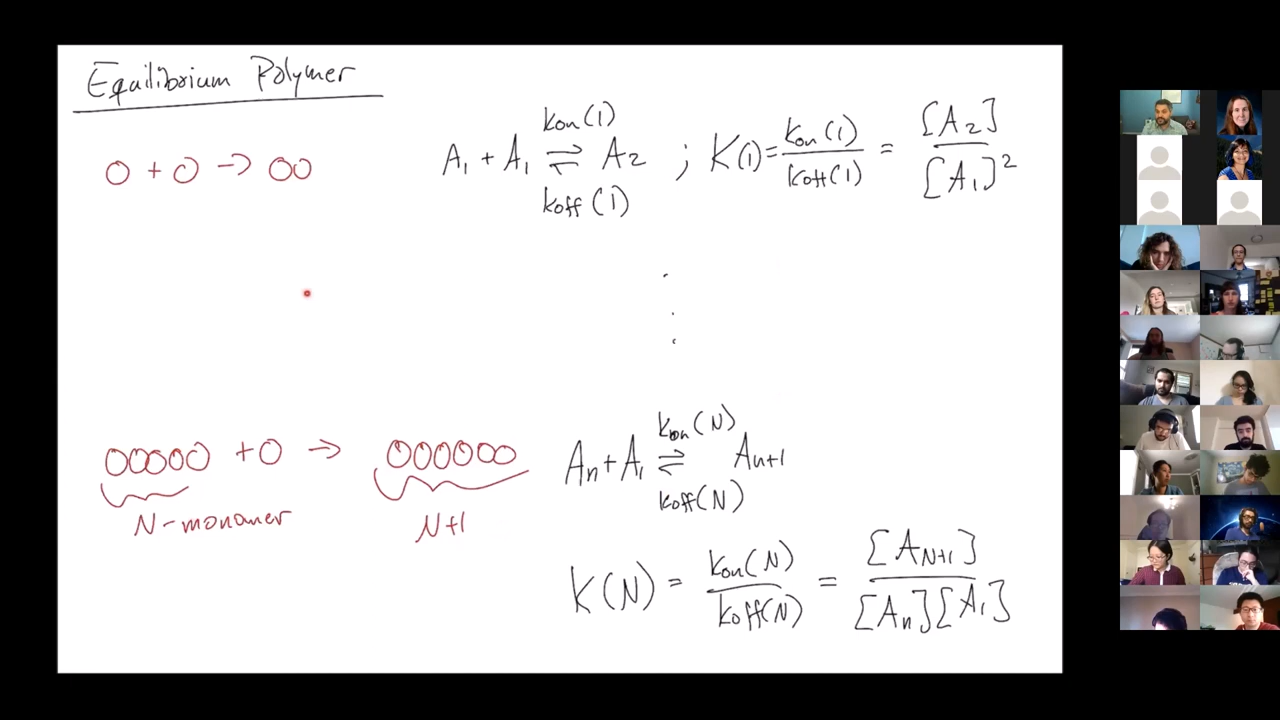 Equilibrium Polymer
O + O → OO
A₁ + A₁ ⇌ A₂ ; K(1) = kon(1)/koff(1) = [A₂]/[A₁]²
kon(1)
koff(1)
OOOOO + O → OOOOOO
N-monomer
N+1
An + A₁ ⇌ An+1
kon(N)
koff(N)
K(N) = kon(N)/koff(N) = [AN+1]/[An][A₁]